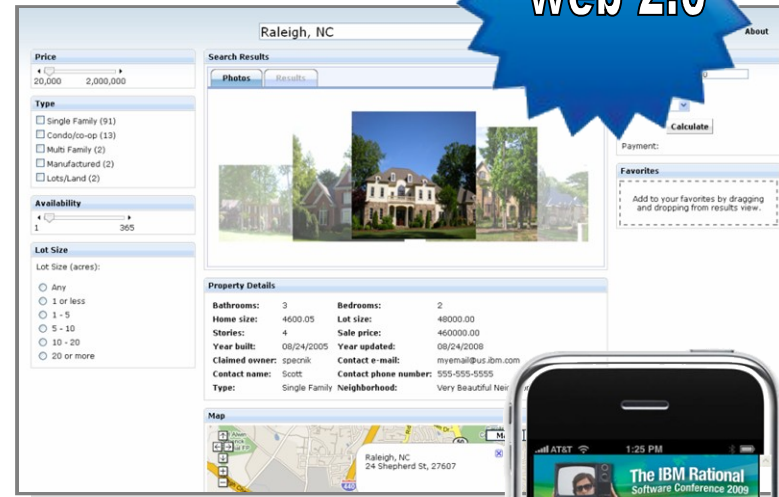 Web 2.0
Raleigh, NC
About
Price
20,000 2,000,000
Type
Single Family (91)
Condo/co-op (13)
Multi Family (2)
Manufactured (2)
Lots/Land (2)
Availability
1 365
Lot Size
Lot Size (acres):
Any
1 or less
1 - 5
5 - 10
10 - 20
20 or more
Search Results
Photos Results
Property Details
Bathrooms: 3 Bedrooms: 2
Home size: 4600.05 Lot size: 48000.00
Stories: 4 Sale price: 460000.00
Year built: 08/24/2005 Year updated: 08/24/2008
Claimed owner: specnik Contact e-mail: myemail@us.ibm.com
Contact name: Scott Contact phone number: 555-555-5555
Type: Single Family Neighborhood: Very Beautiful
Map
Raleigh, NC
24 Shepherd St, 27607
440
Calculate
Payment:
Favorites
Add to your favorites by dragging
and dropping from results view.
AT&T 1:25 PM
The IBM Rational
Software Conference 2009